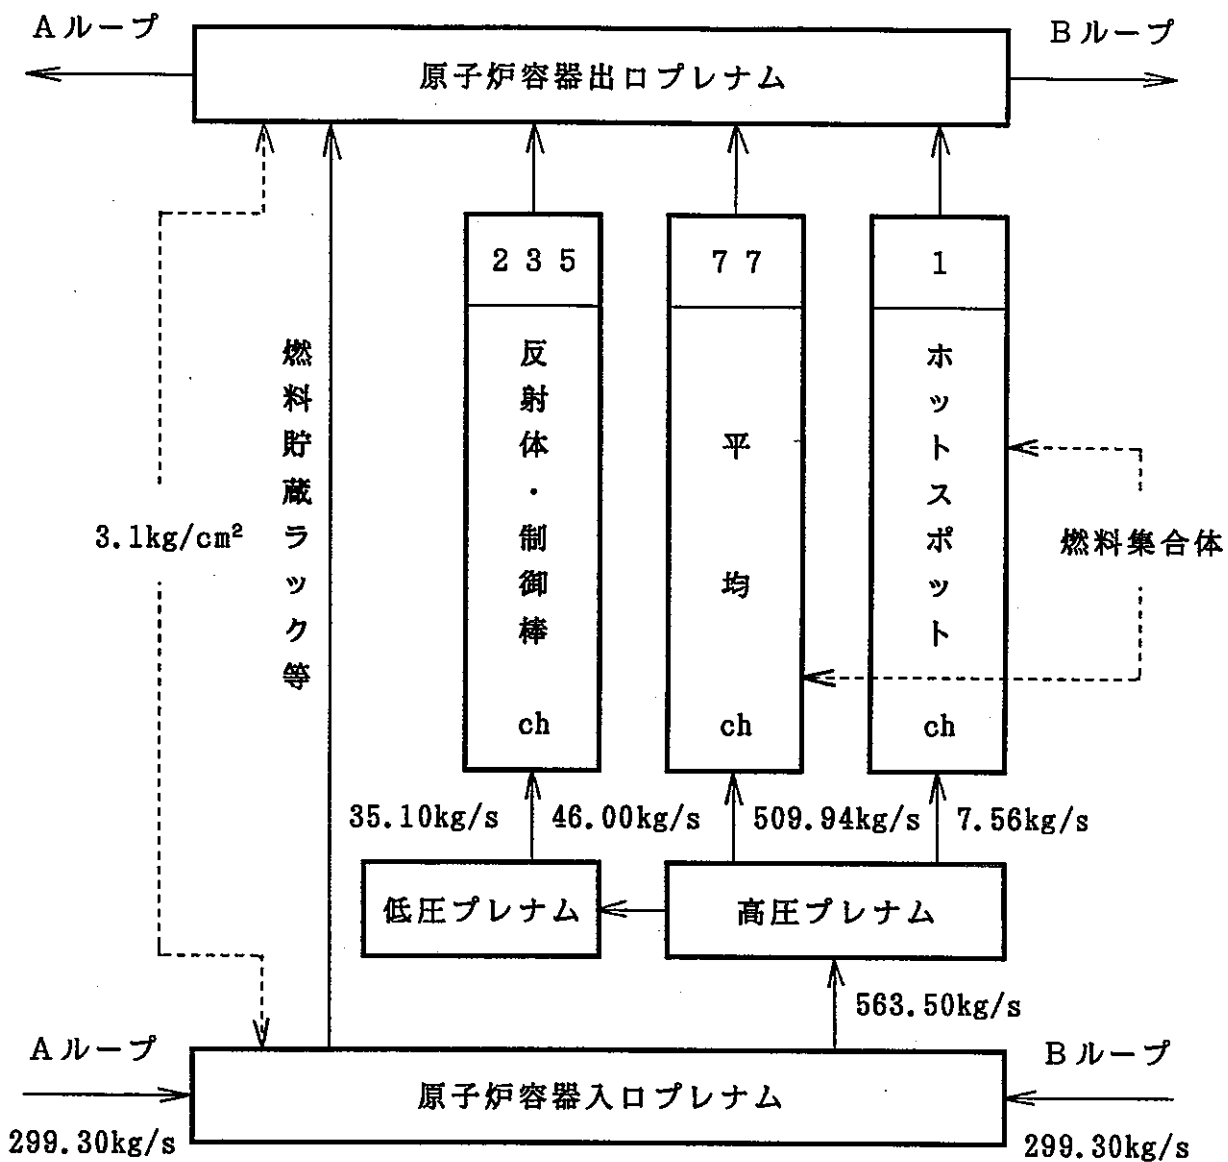 Aループ
Bループ
原子炉容器出口プレナム
235
77
1
燃料貯蔵ラック等
反射体・制御棒
ch
平均
ch
ホットスポット
ch
3.1kg/cm²
燃料集合体
35.10kg/s
46.00kg/s
509.94kg/s
7.56kg/s
低圧プレナム
高圧プレナム
563.50kg/s
Aループ
Bループ
原子炉容器入口プレナム
299.30kg/s
299.30kg/s